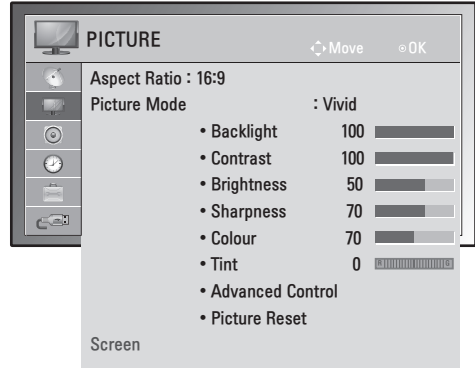 PICTURE
Move OK
Aspect Ratio : 16:9
Picture Mode : Vivid
• Backlight 100
• Contrast 100
• Brightness 50
• Sharpness 70
• Colour 70
• Tint 0 R G
• Advanced Control
• Picture Reset
Screen